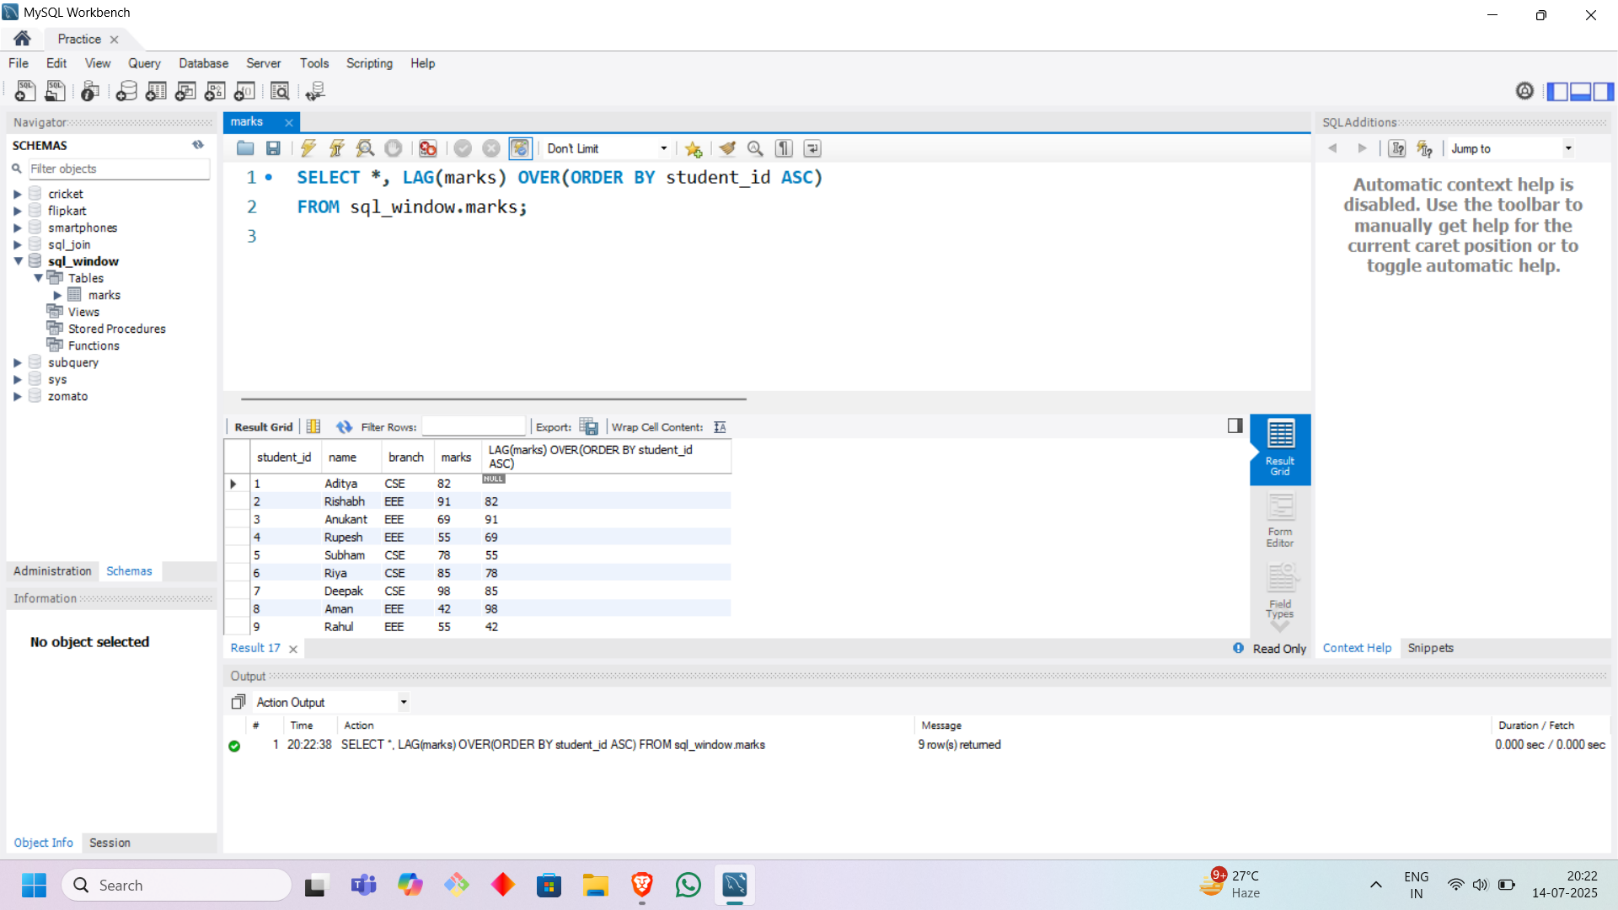 MySQL Workbench
Practice
File Edit View Query Database Server Tools Scripting Help
Navigator
SCHEMAS
Filter objects
cricket
flipkart
smartphones
sql_join
sql_window
Tables
marks
Views
Stored Procedures
Functions
subquery
sys
zomato
Administration Schemas
Information
No object selected
Object Info Session
marks
Don't Limit
1 SELECT *, LAG(marks) OVER(ORDER BY student_id ASC)
2 FROM sql_window.marks;
3
Result Grid Filter Rows: Export: Wrap Cell Content:
student_id name branch marks LAG(marks) OVER(ORDER BY student_id
ASC)
1 Aditya CSE 82 NULL
2 Rishabh EEE 91 82
3 Anukant EEE 69 91
4 Rupesh EEE 55 69
5 Subham CSE 78 55
6 Riya CSE 85 78
7 Deepak CSE 98 85
8 Aman EEE 42 98
9 Rahul EEE 55 42
Result
Grid
Form
Editor
Field
Types
Result 17
Read Only
SQLAdditions
Jump to
Automatic context help is
disabled. Use the toolbar to
manually get help for the
current caret position or to
toggle automatic help.
Context Help Snippets
Output
Action Output
# Time Action Message Duration / Fetch
1 20:22:38 SELECT *, LAG(marks) OVER(ORDER BY student_id ASC) FROM sql_window.marks 9 row(s) returned 0.000 sec / 0.000 sec
Search
9+
27°C
Haze
ENG
IN
20:22
14-07-2025